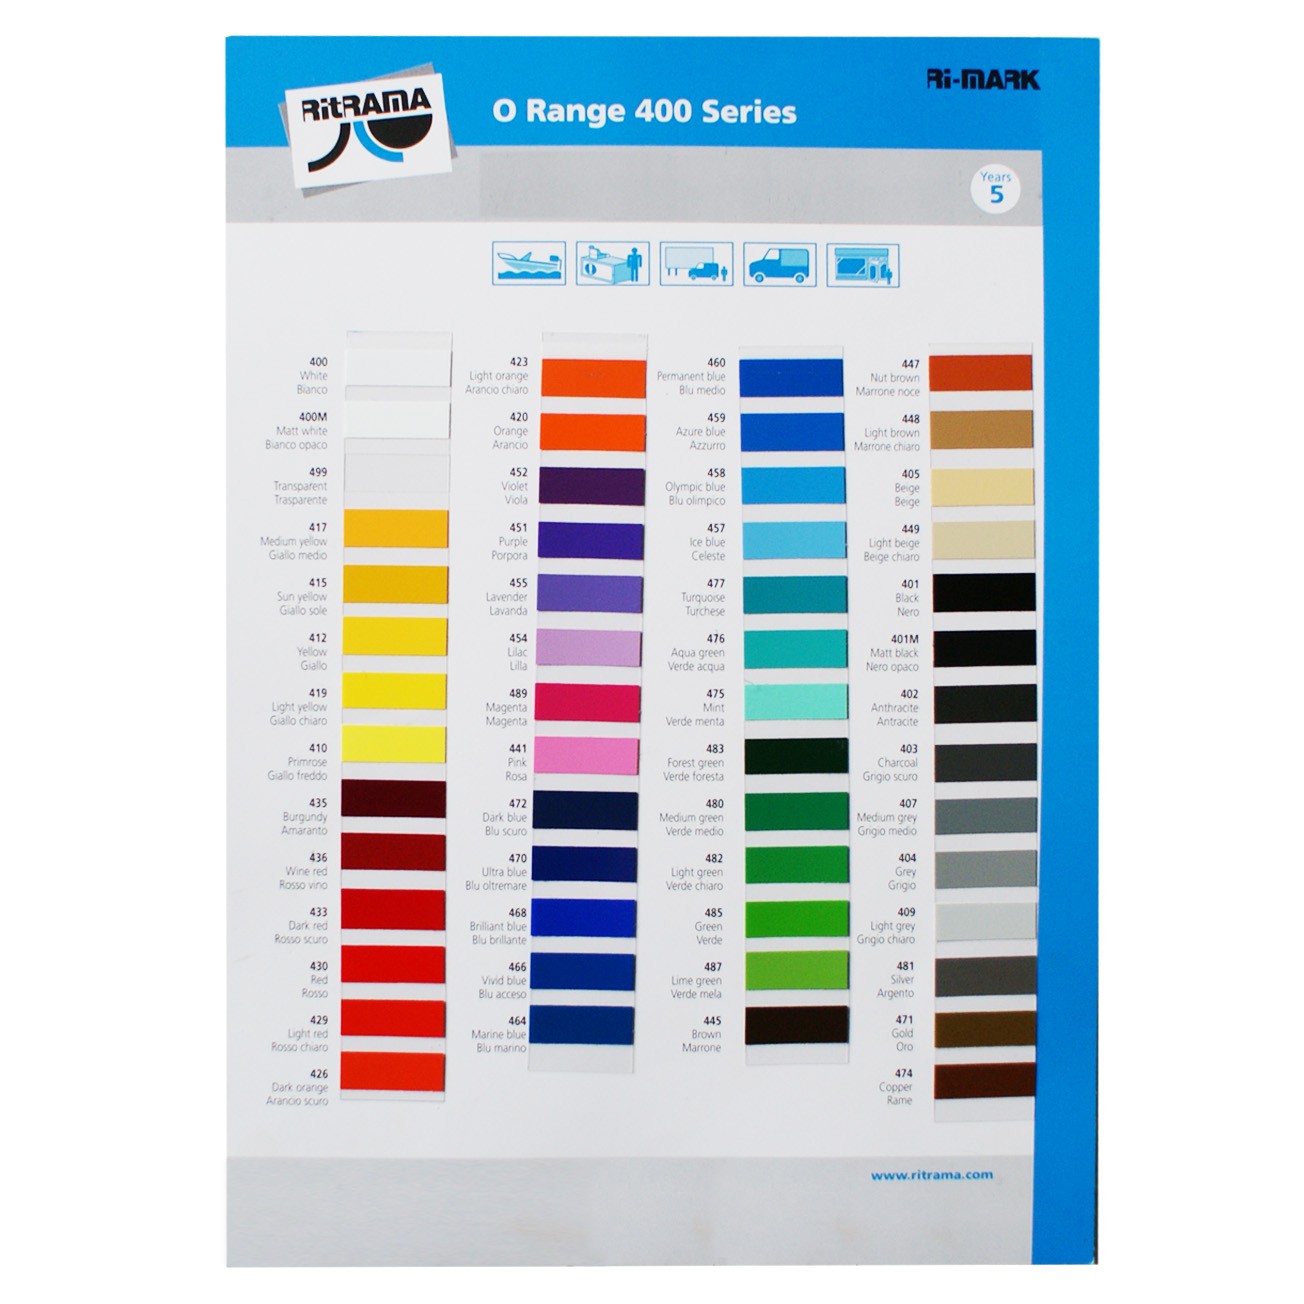 RitRAMA
O Range 400 Series
Ri-MARK
Years
5
400
White
Bianco
400M
Matt white
Bianco opaco
499
Transparent
Trasparente
417
Medium yellow
Giallo medio
415
Sun yellow
Giallo sole
412
Yellow
Giallo
419
Light yellow
Giallo chiaro
410
Primrose
Giallo freddo
435
Burgundy
Amaranto
436
Wine red
Rosso vino
433
Dark red
Rosso scuro
430
Red
Rosso
429
Light red
Rosso chiaro
426
Dark orange
Arancio scuro
423
Light orange
Arancio chiaro
420
Orange
Arancio
452
Violet
Viola
451
Purple
Porpora
455
Lavender
Lavanda
454
Lilac
Lilla
489
Magenta
Magenta
441
Pink
Rosa
472
Dark blue
Blu scuro
470
Ultra blue
Blu oltremare
468
Brilliant blue
Blu brillante
466
Vivid blue
Blu acceso
464
Marine blue
Blu marino
460
Permanent blue
Blu medio
459
Azure blue
Azzurro
458
Olympic blue
Blu olimpico
457
Ice blue
Celeste
477
Turquoise
Turchese
476
Aqua green
Verde acqua
475
Mint
Verde menta
483
Forest green
Verde foresta
480
Medium green
Verde medio
482
Light green
Verde chiaro
485
Green
Verde
487
Lime green
Verde mela
445
Brown
Marrone
447
Nut brown
Marrone noce
448
Light brown
Marrone chiaro
405
Beige
Beige
449
Light beige
Beige chiaro
401
Black
Nero
401M
Matt black
Nero opaco
402
Anthracite
Antracite
403
Charcoal
Grigio scuro
407
Medium grey
Grigio medio
404
Grey
Grigio
409
Light grey
Grigio chiaro
481
Silver
Argento
471
Gold
Oro
474
Copper
Rame
www.ritrama.com